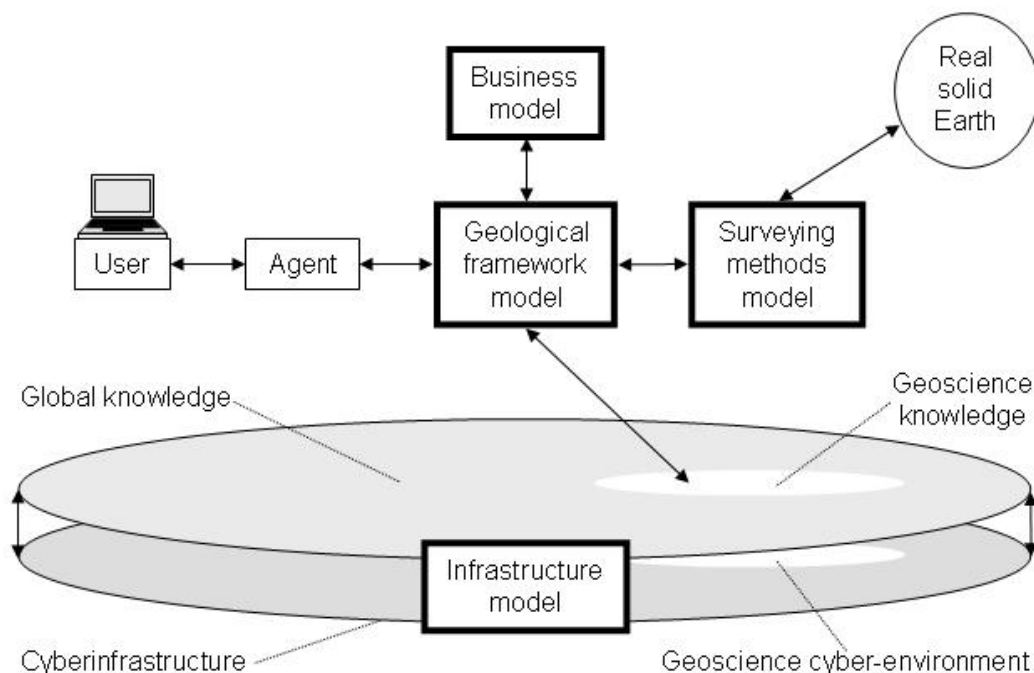 Business
model
Real
solid
Earth
User
Agent
Geological
framework
model
Surveying
methods
model
Global knowledge
Geoscience
knowledge
Infrastructure
model
Cyberinfrastructure
Geoscience cyber-environment